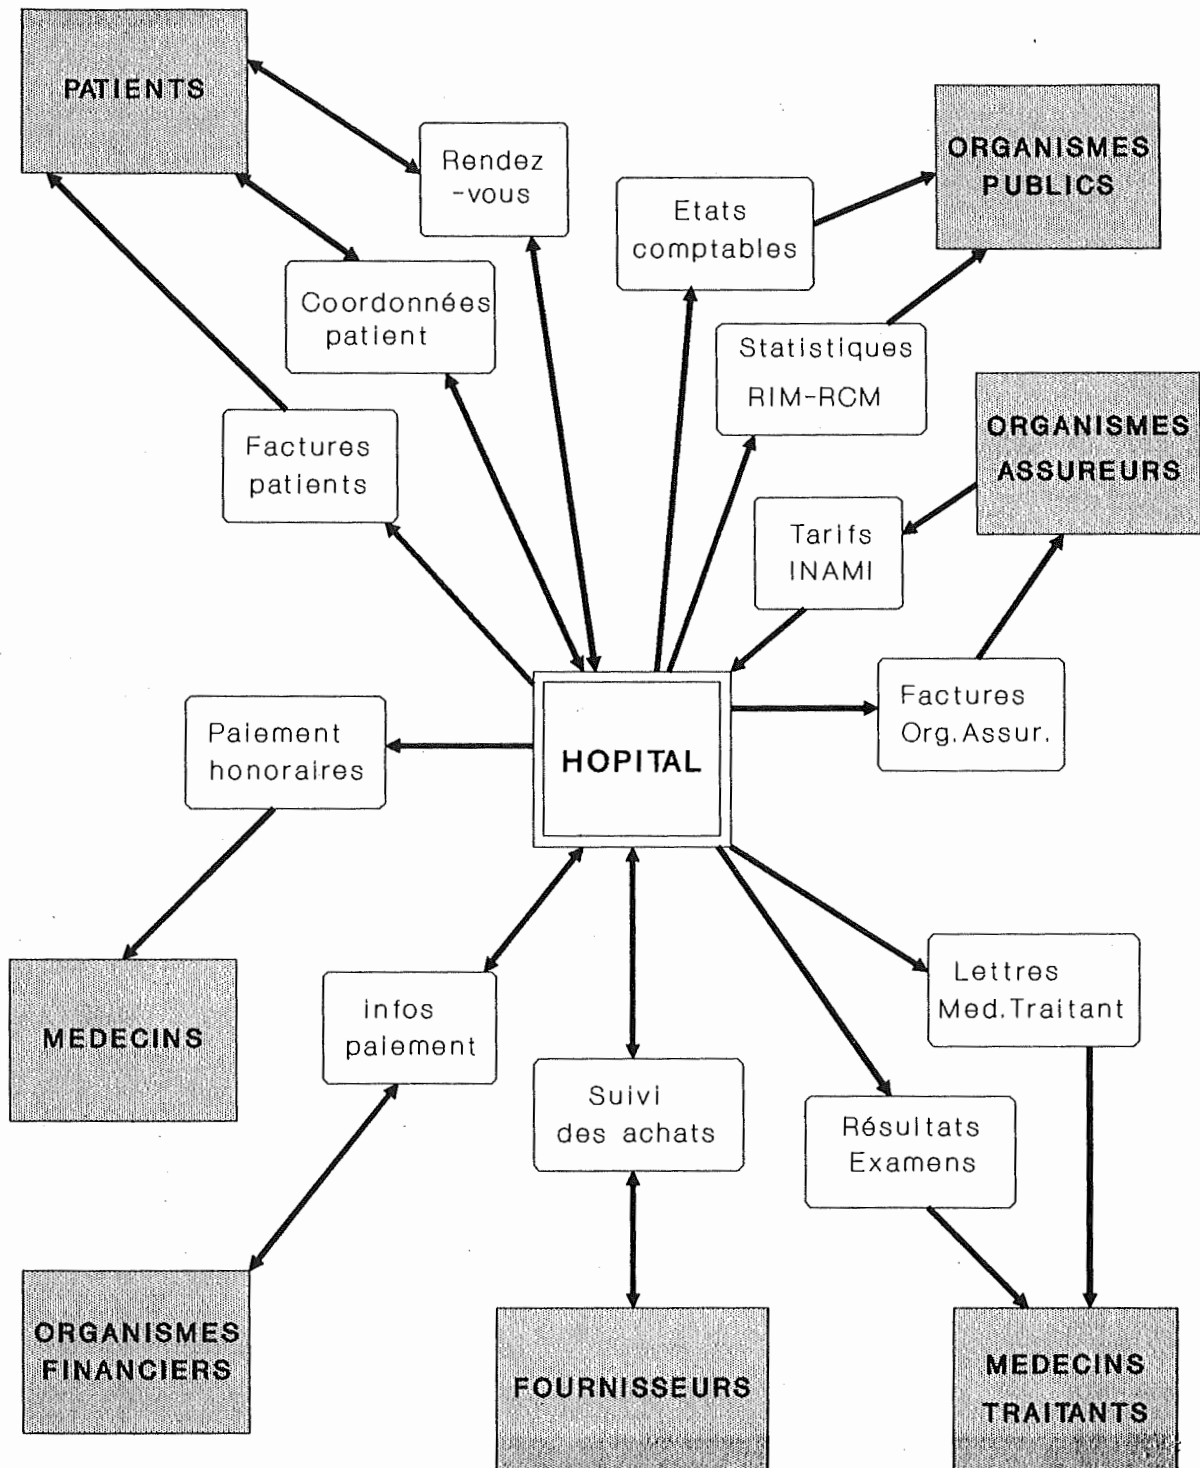 PATIENTS
Rendez
-vous
Coordonnées
patient
Factures
patients
Etats
comptables
ORGANISMES
PUBLICS
Statistiques
RIM-RCM
ORGANISMES
ASSUREURS
Tarifs
INAMI
Factures
Org.Assur.
HOPITAL
Paiement
honoraires
MEDECINS
Infos
paiement
ORGANISMES
FINANCIERS
Suivi
des achats
FOURNISSEURS
Lettres
Med.Traitant
Résultats
Examens
MEDECINS
TRAITANTS